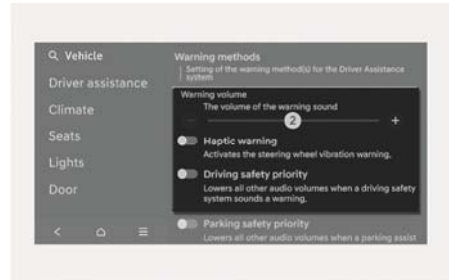 Vehicle
Driver assistance
Climate
Seats
Lights
Door
Warning methods
Setting of the warning method(s) for the Driver Assistance
system
Warning volume
The volume of the warning sound
2
Haptic warning
Activates the steering wheel vibration warning.
Driving safety priority
Lowers all other audio volumes when a driving safety
system sounds a warning.
Parking safety priority
Lowers all other audio volumes when a parking assist